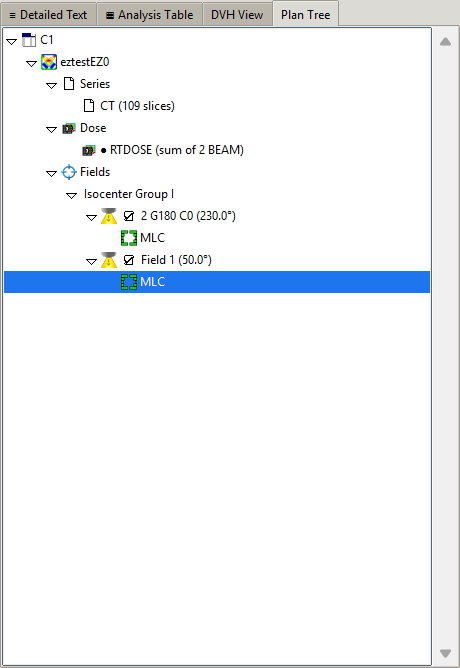 ≡ Detailed Text Analysis Table DVH View Plan Tree
C1
eztestEZ0
Series
CT (109 slices)
Dose
● RTDOSE (sum of 2 BEAM)
Fields
Isocenter Group I
2 G180 C0 (230.0°)
MLC
Field 1 (50.0°)
MLC